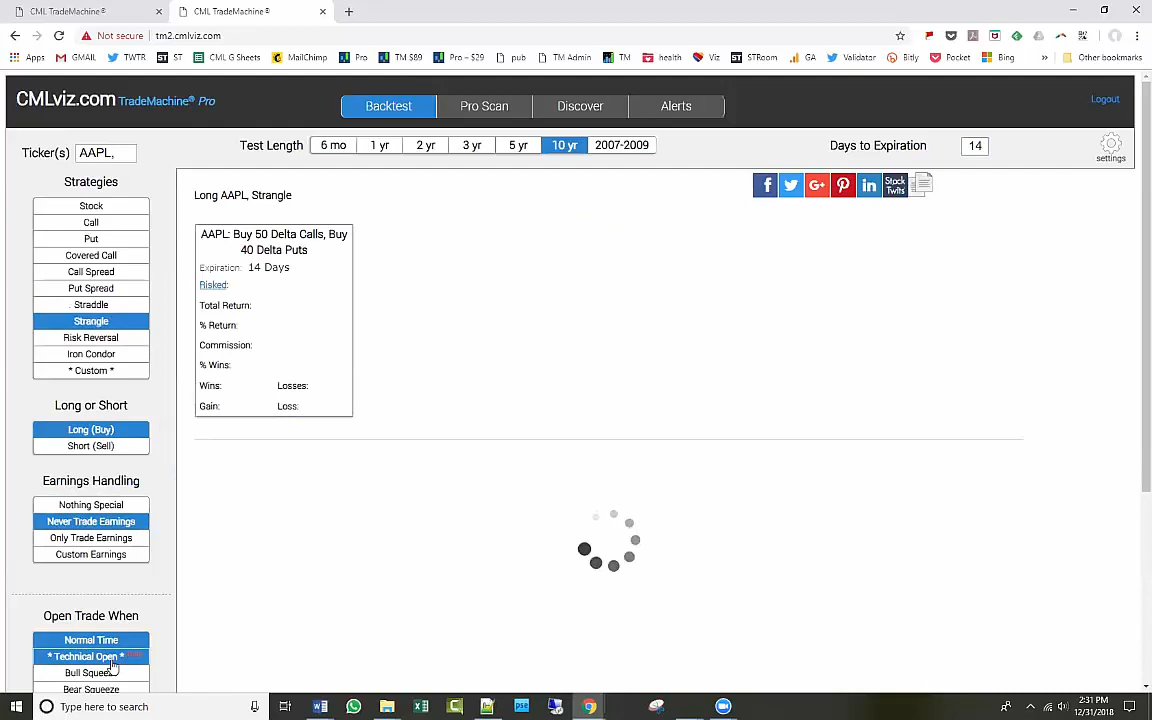 CML TradeMachine®
CML TradeMachine®
Not secure tm2.cmlviz.com
Apps GMAIL TWTR ST CML G Sheets MailChimp Pro TM $89 Pro – $29 pub TM Admin TM health Viz STRoom GA Validator Bitly Pocket Bing » Other bookmarks
CMLviz.com TradeMachine® Pro
Backtest Pro Scan Discover Alerts
Logout
Ticker(s) AAPL,
Test Length 6 mo 1 yr 2 yr 3 yr 5 yr 10 yr 2007-2009
Days to Expiration 14
settings
Strategies
Stock
Call
Put
Covered Call
Call Spread
Put Spread
Straddle
Strangle
Risk Reversal
Iron Condor
* Custom *
Long or Short
Long (Buy)
Short (Sell)
Earnings Handling
Nothing Special
Never Trade Earnings
Only Trade Earnings
Custom Earnings
Open Trade When
Normal Time
* Technical Open *
Bull Squeeze
Bear Squeeze
Long AAPL, Strangle
Stock Twits
AAPL: Buy 50 Delta Calls, Buy
40 Delta Puts
Expiration: 14 Days
Risked:
Total Return:
% Return:
Commission:
% Wins:
Wins: Losses:
Gain: Loss:
Type here to search
2:31 PM
12/31/2018